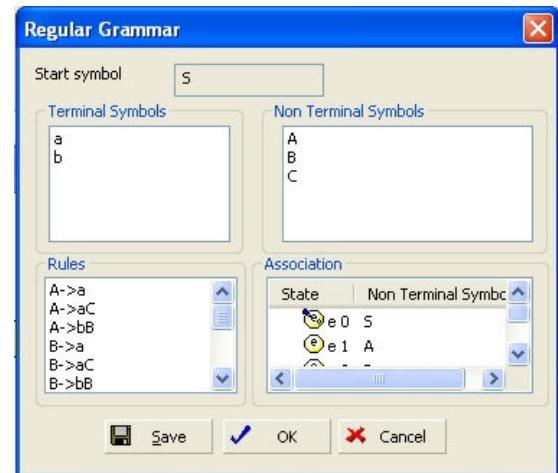 Regular Grammar
Start symbol
S
Terminal Symbols
a
b
Non Terminal Symbols
A
B
C
Rules
A->a
A->aC
A->bB
B->a
B->aC
B->bB
Association
State Non Terminal Symbc
e 0 S
e 1 A
Save OK Cancel